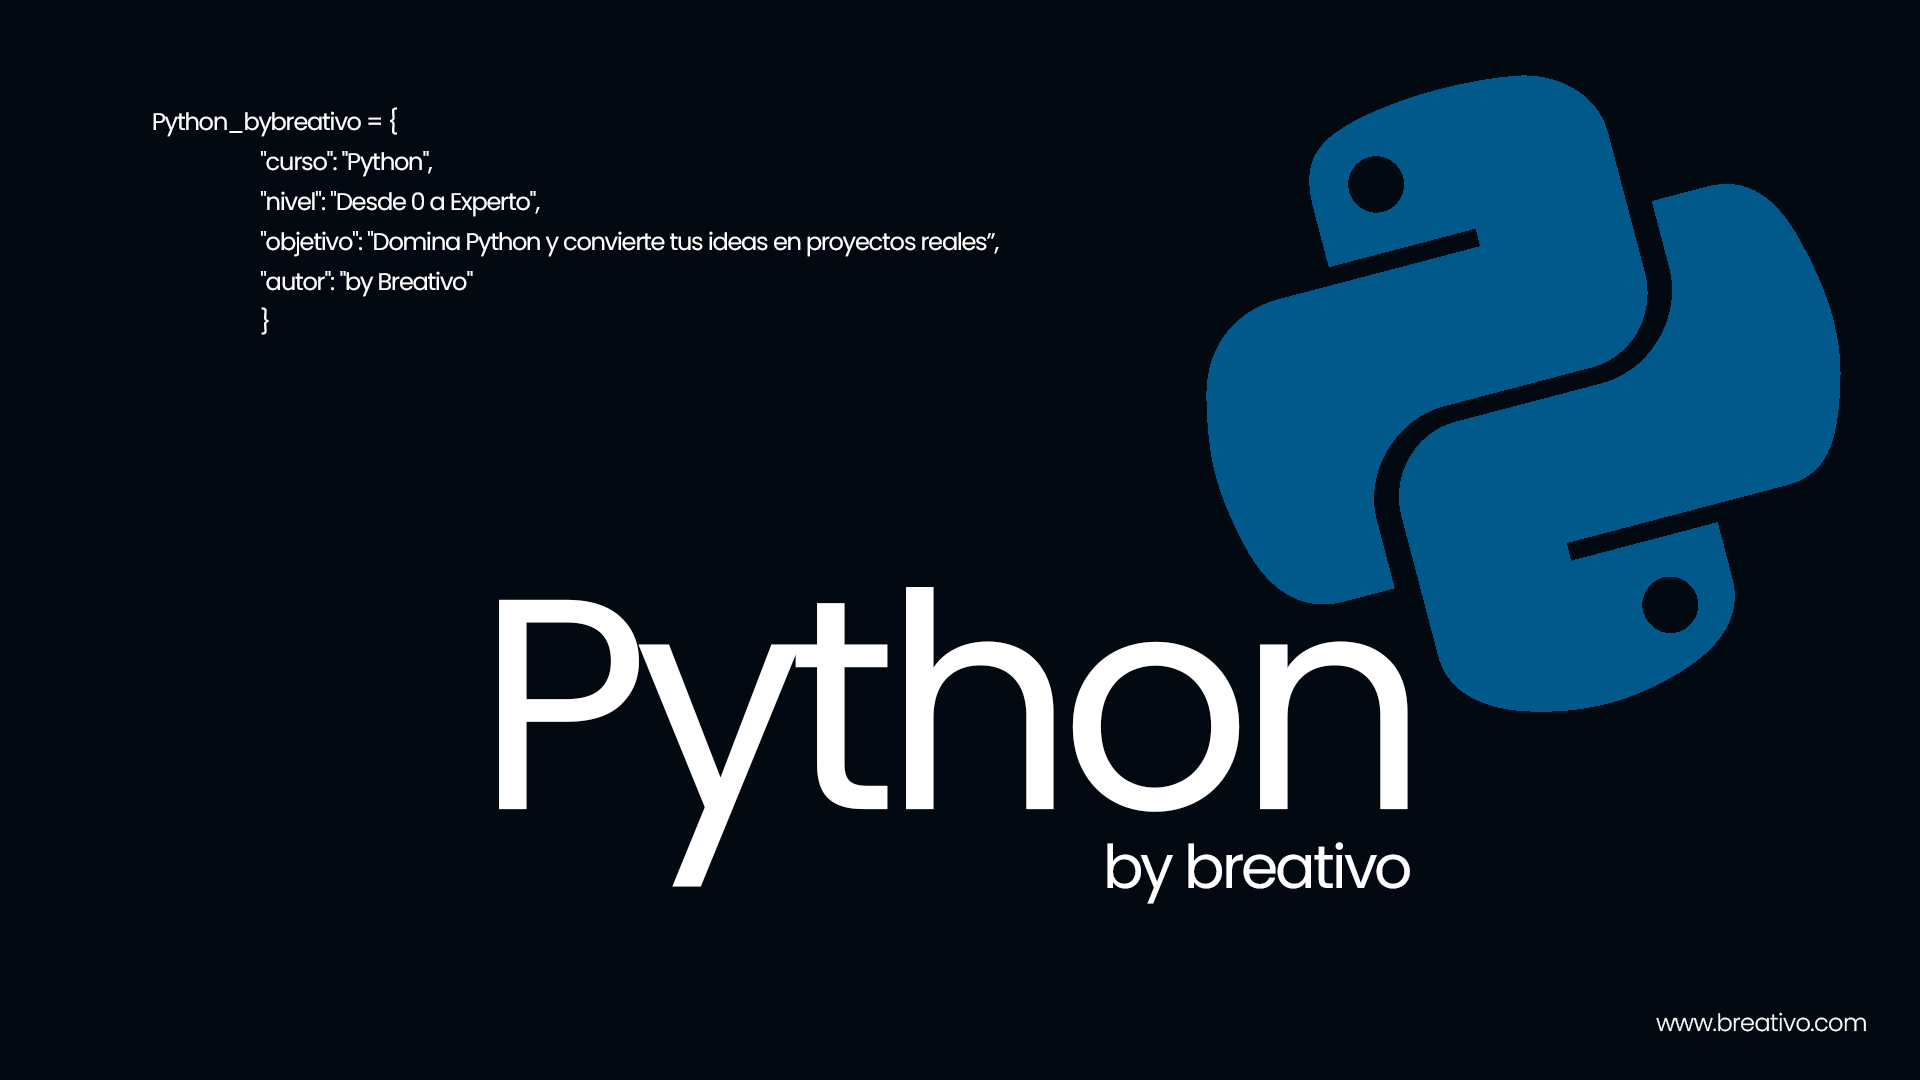 Python_bybreativo = {
"curso": "Python",
"nivel": "Desde 0 a Experto",
"objetivo": "Domina Python y convierte tus ideas en proyectos reales”,
"autor": "by Breativo"
}
Python
by breativo
www.breativo.com